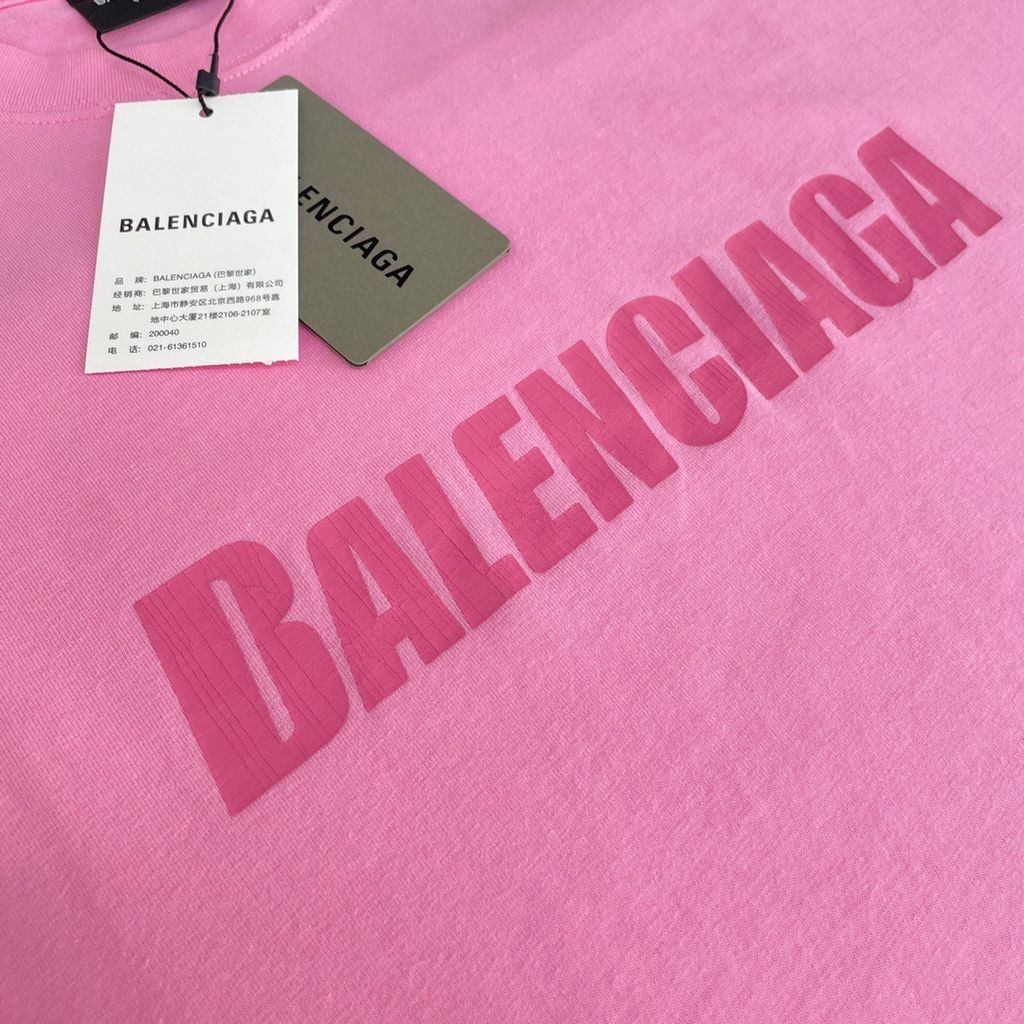 BALENCIAGA
品 牌: BALENCIAGA (巴黎世家)
经销商: 巴黎世家贸易 (上海) 有限公司
地 址: 上海市静安区北京西路968号嘉
地中心大厦21楼2106-2107室
邮 编: 200040
电 话: 021-61361510
LENCIAGA
BALENCIAGA